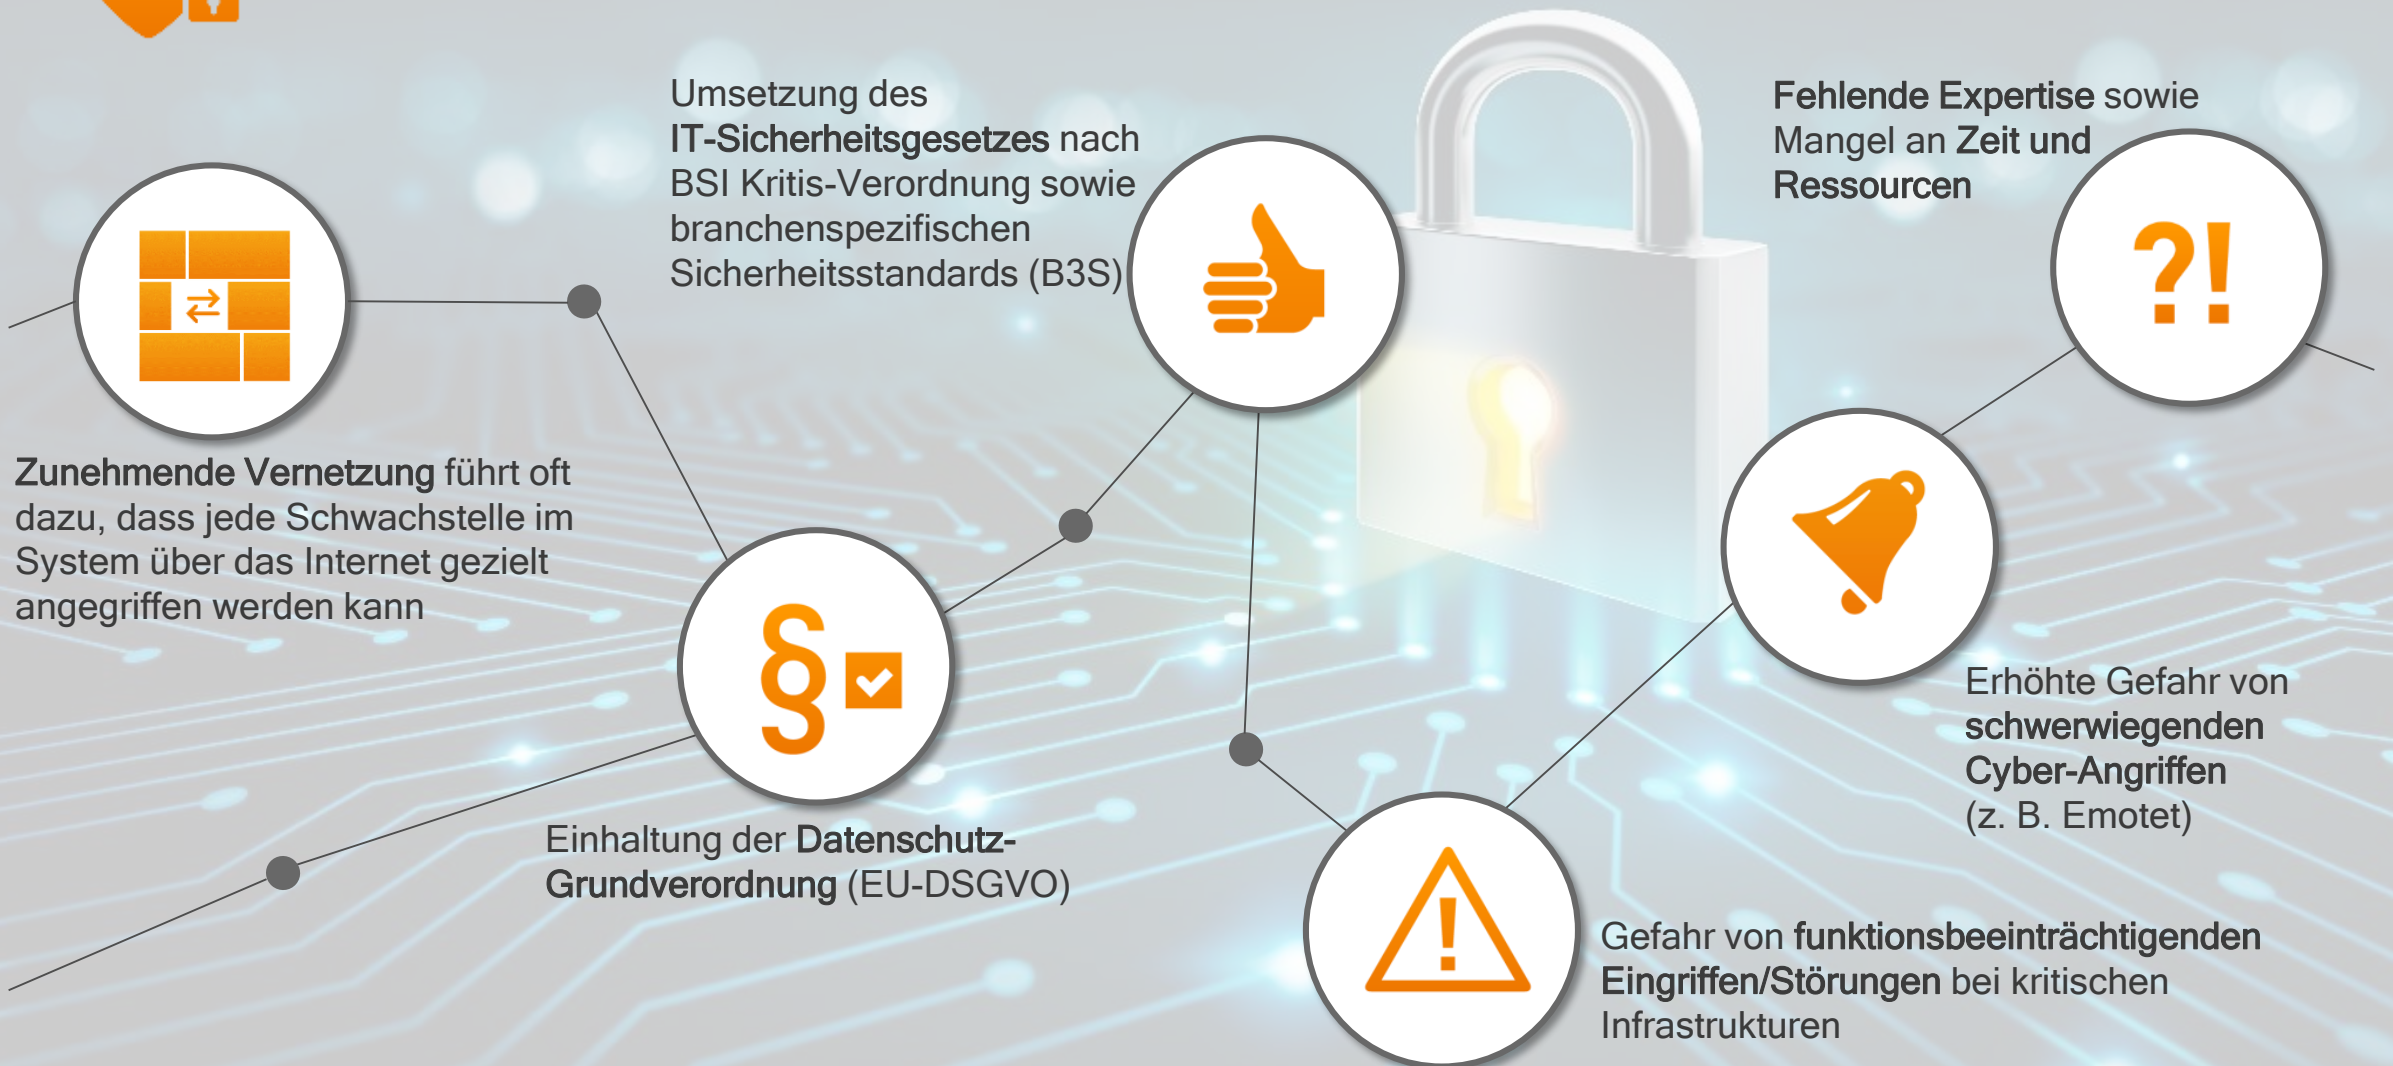 Zunehmende Vernetzung führt oft
dazu, dass jede Schwachstelle im
System über das Internet gezielt
angegriffen werden kann
Einhaltung der Datenschutz-
Grundverordnung (EU-DSGVO)
Umsetzung des
IT-Sicherheitsgesetzes nach
BSI Kritis-Verordnung sowie
branchenspezifischen
Sicherheitsstandards (B3S)
Gefahr von funktionsbeeinträchtigenden
Eingriffen/Störungen bei kritischen
Infrastrukturen
Erhöhte Gefahr von
schwerwiegenden
Cyber-Angriffen
(z. B. Emotet)
Fehlende Expertise sowie
Mangel an Zeit und
Ressourcen
§
!
?!